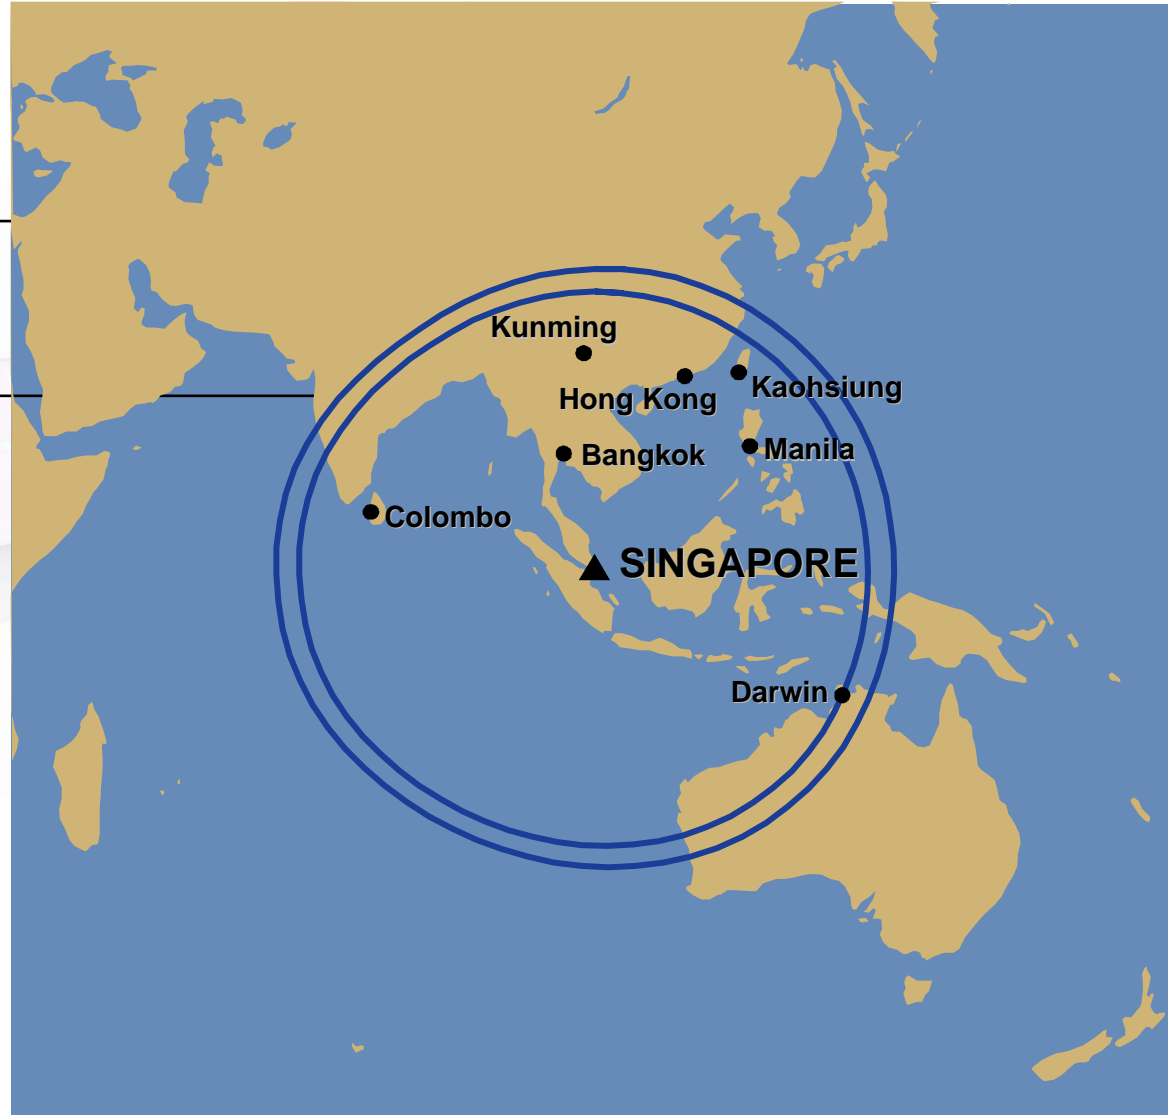 Kunming
Hong Kong
Kaohsiung
Bangkok
Manila
Colombo
SINGAPORE
Darwin